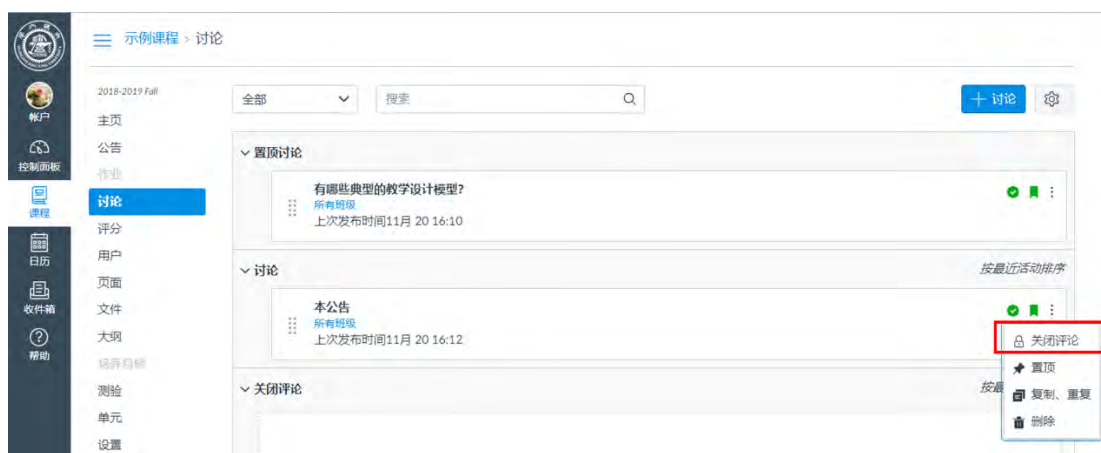 示例课程 > 讨论
帐户
控制面板
课程
日历
收件箱
帮助
2018-2019 Fall
主页
公告
作业
讨论
评分
用户
页面
文件
大纲
培养目标
测验
单元
设置
全部
搜索
+ 讨论
置顶讨论
有哪些典型的教学设计模型?
所有班级
上次发布时间11月 20 16:10
讨论
按最近活动排序
本公告
所有班级
上次发布时间11月 20 16:12
关闭评论
按最
关闭评论
置顶
复制、重复
删除